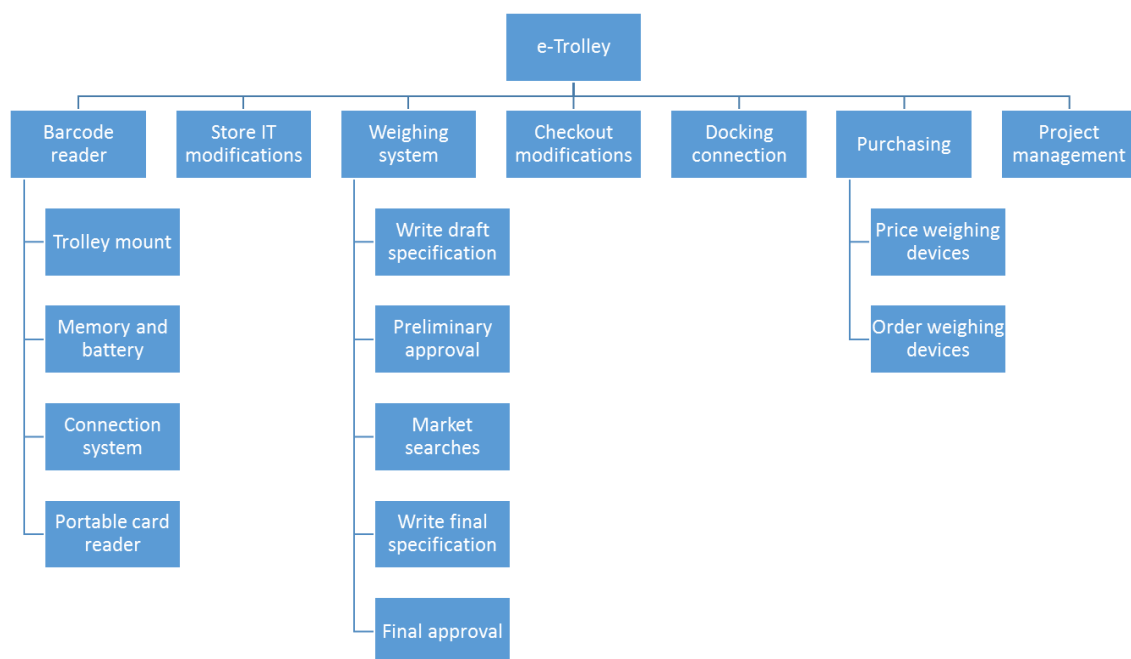 e-Trolley
Barcode
reader
Store IT
modifications
Weighing
system
Checkout
modifications
Docking
connection
Purchasing
Project
management
Trolley mount
Memory and
battery
Connection
system
Portable card
reader
Write draft
specification
Preliminary
approval
Market
searches
Write final
specification
Final approval
Price weighing
devices
Order weighing
devices